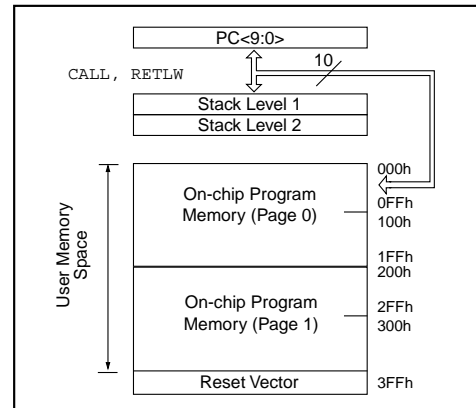 PC<9:0>
10
CALL, RETLW
Stack Level 1
Stack Level 2
000h
On-chip Program
Memory (Page 0)
0FFh
100h
1FFh
200h
User Memory
Space
On-chip Program
Memory (Page 1)
2FFh
300h
Reset Vector
3FFh